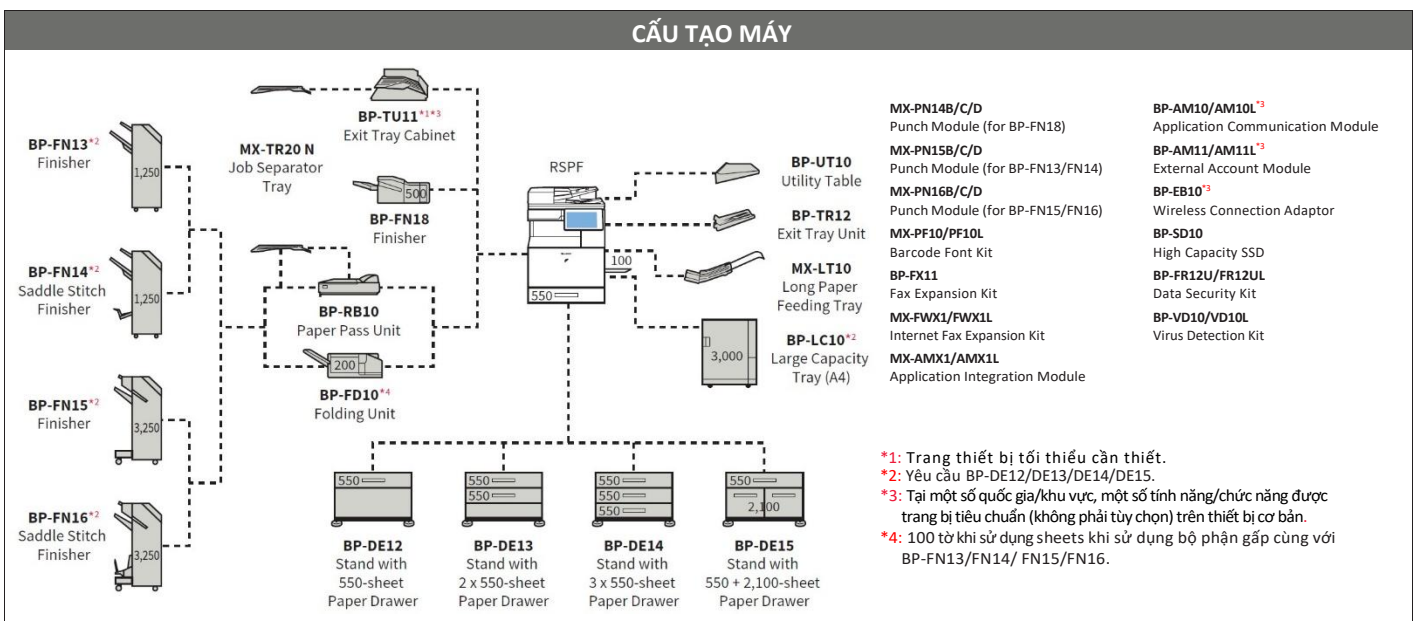 CẤU TẠO MÁY
BP-TU11*1*3
Exit Tray Cabinet
MX-TR20 N
Job Separator
Tray
BP-FN13*2
Finisher
1,250
500
BP-FN18
Finisher
BP-FN14*2
Saddle Stitch
Finisher
1,250
BP-RB10
Paper Pass Unit
200
BP-FD10*4
Folding Unit
BP-FN15*2
Finisher
3,250
BP-FN16*2
Saddle Stitch
Finisher
3,250
RSPF
100
550
BP-UT10
Utility Table
BP-TR12
Exit Tray Unit
MX-LT10
Long Paper
Feeding Tray
3,000
BP-LC10*2
Large Capacity
Tray (A4)
550
BP-DE12
Stand with
550-sheet
Paper Drawer
550
550
BP-DE13
Stand with
2 x 550-sheet
Paper Drawer
550
550
550
BP-DE14
Stand with
3 x 550-sheet
Paper Drawer
550
2,100
BP-DE15
Stand with
550 + 2,100-sheet
Paper Drawer
MX-PN14B/C/D
Punch Module (for BP-FN18)
MX-PN15B/C/D
Punch Module (for BP-FN13/FN14)
MX-PN16B/C/D
Punch Module (for BP-FN15/FN16)
MX-PF10/PF10L
Barcode Font Kit
BP-FX11
Fax Expansion Kit
MX-FWX1/FWX1L
Internet Fax Expansion Kit
MX-AMX1/AMX1L
Application Integration Module
BP-AM10/AM10L*3
Application Communication Module
BP-AM11/AM11L*3
External Account Module
BP-EB10*3
Wireless Connection Adaptor
BP-SD10
High Capacity SSD
BP-FR12U/FR12UL
Data Security Kit
BP-VD10/VD10L
Virus Detection Kit
*1: Trang thiết bị tối thiểu cần thiết.
*2: Yêu cầu BP-DE12/DE13/DE14/DE15.
*3: Tại một số quốc gia/khu vực, một số tính năng/chức năng được
trang bị tiêu chuẩn (không phải tùy chọn) trên thiết bị cơ bản.
*4: 100 tờ khi sử dụng sheets khi sử dụng bộ phận gấp cùng với
BP-FN13/FN14/ FN15/FN16.